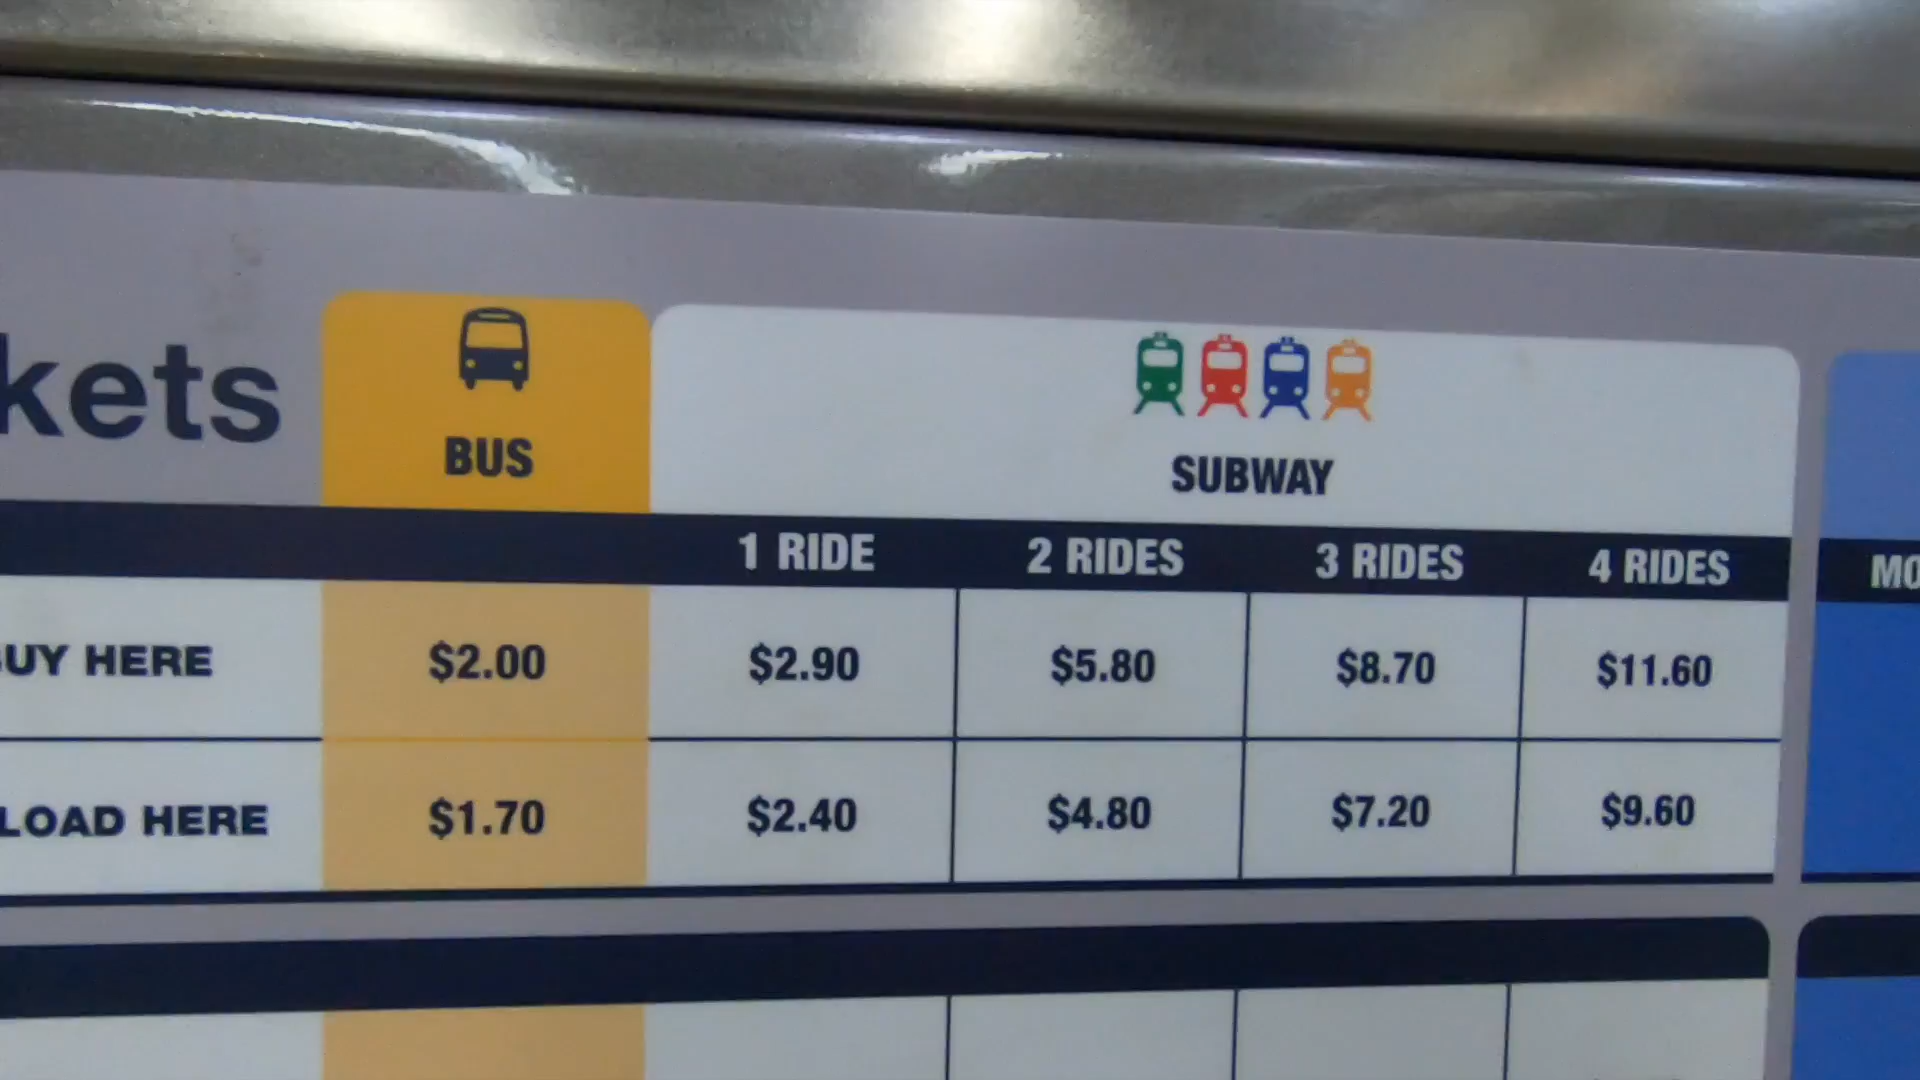 kets
BUS
SUBWAY
1 RIDE 2 RIDES 3 RIDES 4 RIDES MO
UY HERE $2.00 $2.90 $5.80 $8.70 $11.60
LOAD HERE $1.70 $2.40 $4.80 $7.20 $9.60